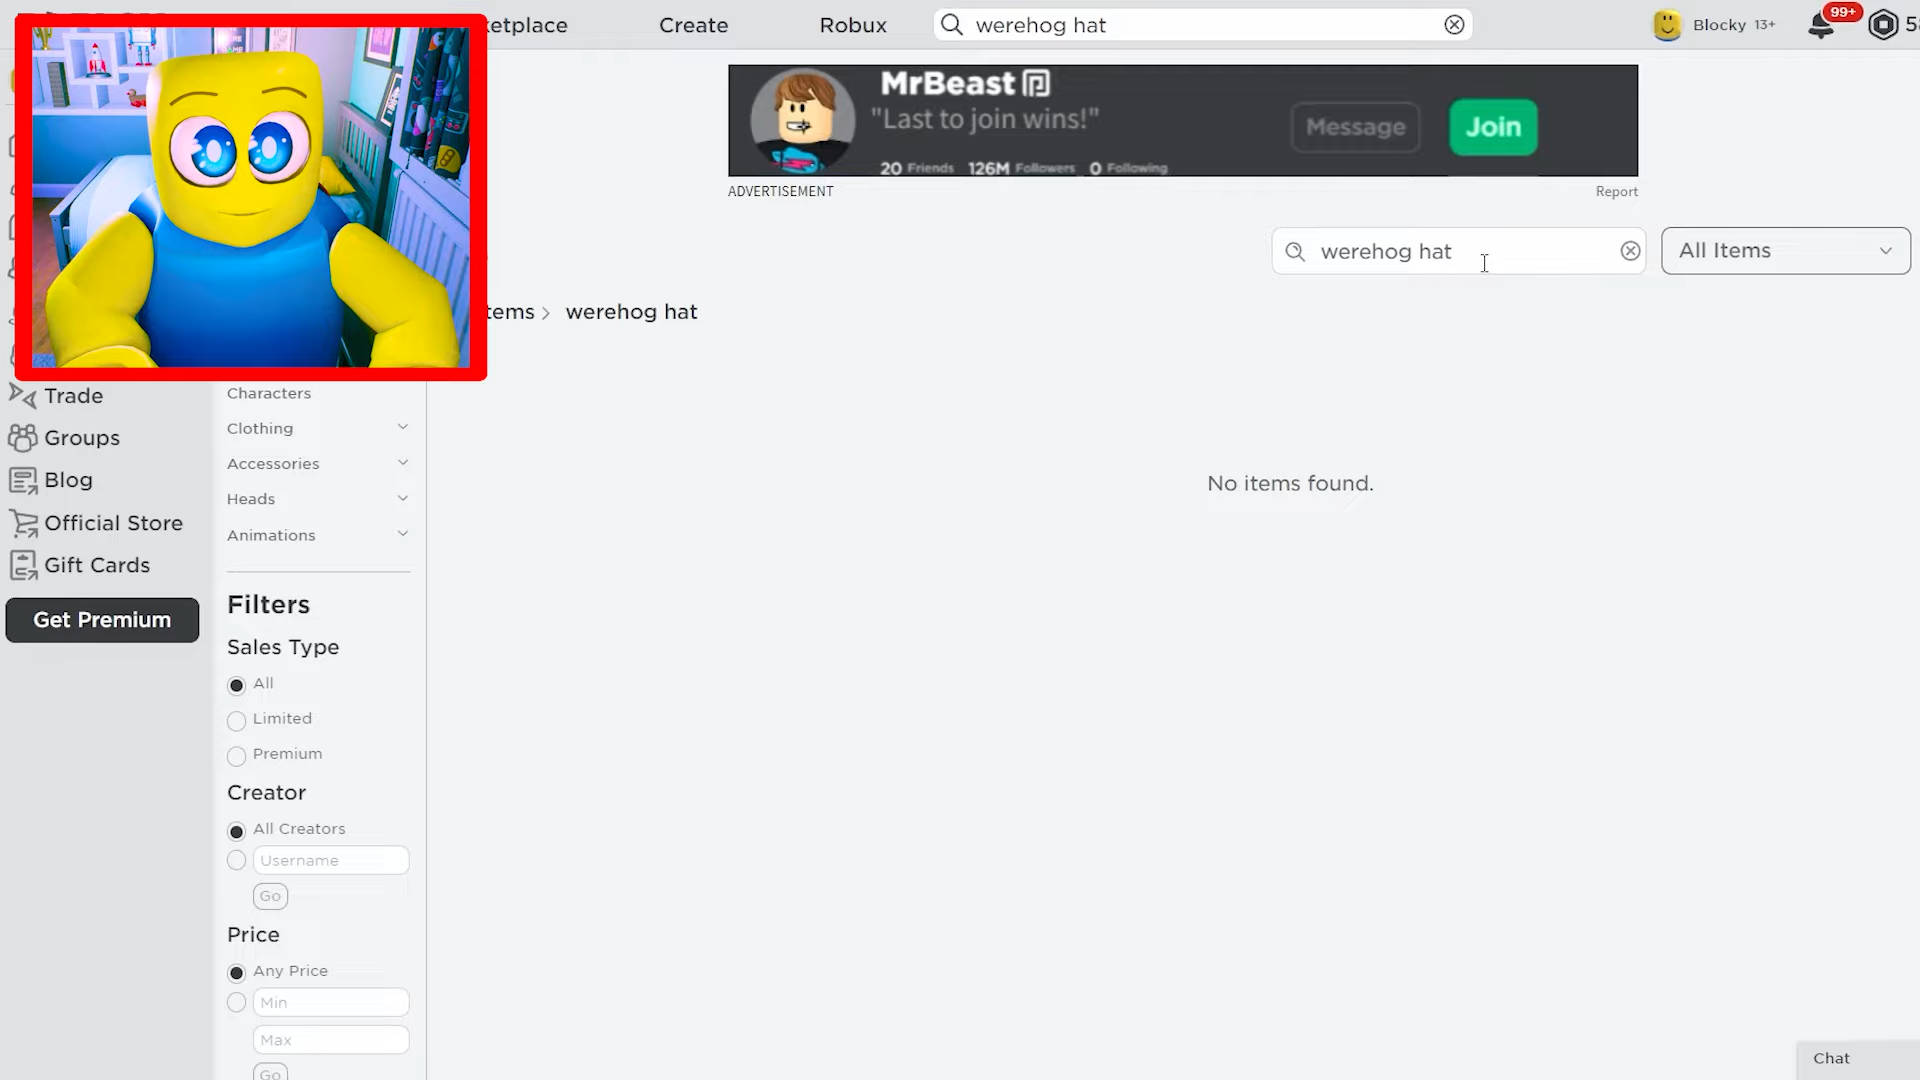 Create
Robux
werehog hat
Blocky 13+
99+
MrBeast
"Last to join wins!"
20 Friends 126M Followers 0 Following
Message
Join
ADVERTISEMENT
Report
werehog hat
All Items
werehog hat
Trade
Groups
Blog
Official Store
Gift Cards
Get Premium
Characters
Clothing
Accessories
Heads
Animations
Filters
Sales Type
All
Limited
Premium
Creator
All Creators
Username
Go
Price
Any Price
Min
Max
Go
No items found.
Chat